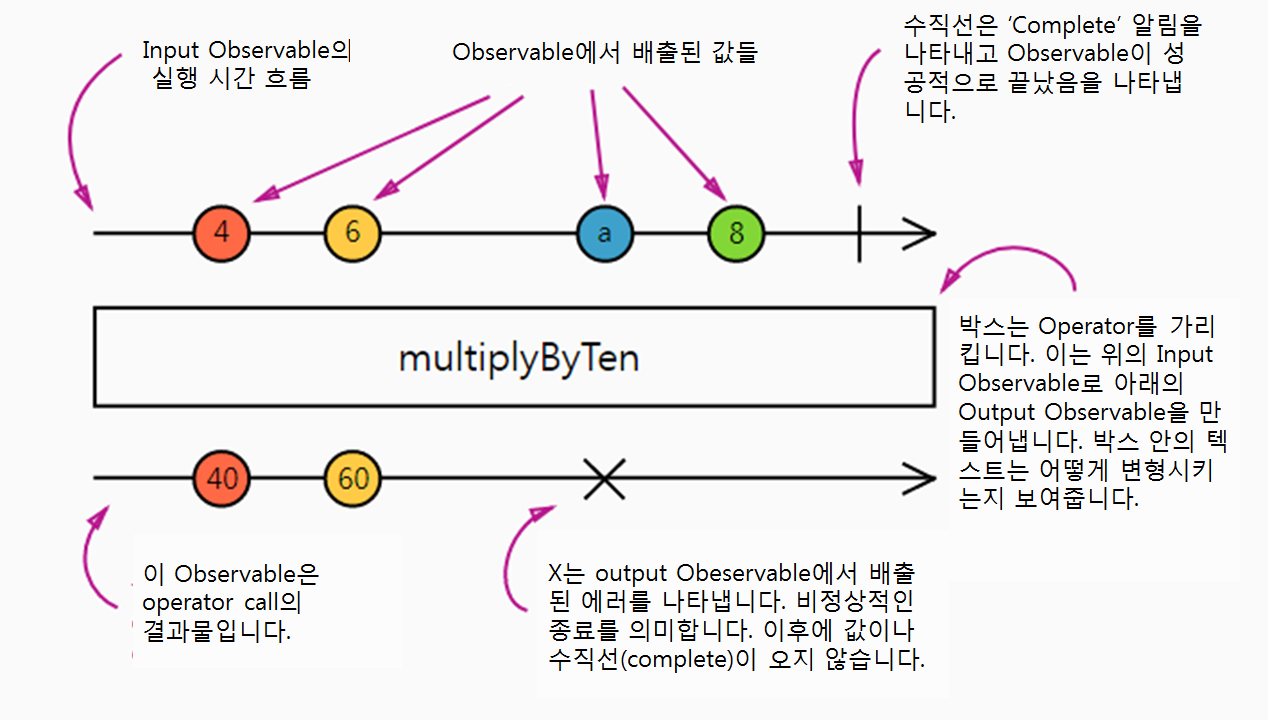 Input Observable의
실행 시간 흐름
Observable에서 배출된 값들
수직선은 ‘Complete’ 알림을
나타내고 Observable이 성
공적으로 끝났음을 나타냅
니다.
4
6
a
8
multiplyByTen
박스는 Operator를 가리
킵니다. 이는 위의 Input
Observable로 아래의
Output Observable을 만
들어냅니다. 박스 안의 텍
스트는 어떻게 변형시키
는지 보여줍니다.
40
60
이 Observable은
operator call의
결과물입니다.
X는 output Obeservable에서 배출
된 에러를 나타냅니다. 비정상적인
종료를 의미합니다. 이후에 값이나
수직선(complete)이 오지 않습니다.